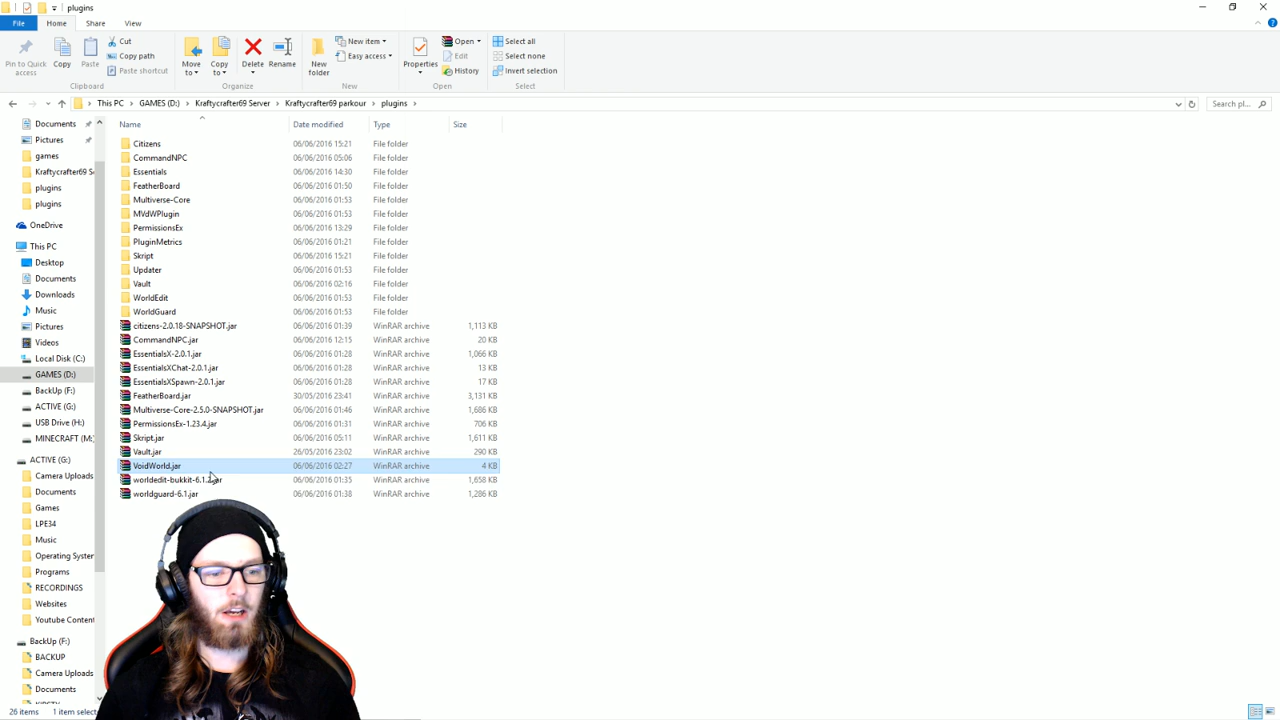 plugins
File Home Share View
Pin to Quick access
Copy
Paste
Cut
Copy path
Paste shortcut
Move to
Copy to
Delete
Rename
New folder
New item
Easy access
Properties
Open
Edit
History
Select all
Select none
Invert selection
Clipboard Organize New Open Select
This PC > GAMES (D:) > Kraftycrafter69 Server > Kraftycrafter69 parkour > plugins >
Search pl...
Name Date modified Type Size
Documents
Pictures
games
Kraftycrafter69 Se
plugins
plugins
OneDrive
This PC
Desktop
Documents
Downloads
Music
Pictures
Videos
Local Disk (C:)
GAMES (D:)
BackUp (F:)
ACTIVE (G:)
USB Drive (H:)
MINECRAFT (M:
ACTIVE (G:)
Camera Uploads
Documents
Games
LPE34
Music
Operating System
Programs
RECORDINGS
Websites
Youtube Content
BackUp (F:)
BACKUP
Camera Uploads
Documents
Citizens 06/06/2016 15:21 File folder
CommandNPC 06/06/2016 05:06 File folder
Essentials 06/06/2016 14:30 File folder
FeatherBoard 06/06/2016 01:50 File folder
Multiverse-Core 06/06/2016 01:53 File folder
MVdWPlugin 06/06/2016 01:53 File folder
PermissionsEx 06/06/2016 13:29 File folder
PluginMetrics 06/06/2016 01:21 File folder
Skript 06/06/2016 15:21 File folder
Updater 06/06/2016 01:53 File folder
Vault 06/06/2016 02:16 File folder
WorldEdit 06/06/2016 01:53 File folder
WorldGuard 06/06/2016 01:53 File folder
citizens-2.0.18-SNAPSHOT.jar 06/06/2016 01:39 WinRAR archive 1,113 KB
CommandNPC.jar 06/06/2016 12:15 WinRAR archive 20 KB
EssentialsX-2.0.1.jar 06/06/2016 01:28 WinRAR archive 1,066 KB
EssentialsXChat-2.0.1.jar 06/06/2016 01:28 WinRAR archive 13 KB
EssentialsXSpawn-2.0.1.jar 06/06/2016 01:28 WinRAR archive 17 KB
FeatherBoard.jar 30/05/2016 23:41 WinRAR archive 3,131 KB
Multiverse-Core-2.5.0-SNAPSHOT.jar 06/06/2016 01:46 WinRAR archive 1,686 KB
PermissionsEx-1.23.4.jar 06/06/2016 01:31 WinRAR archive 706 KB
Skript.jar 06/06/2016 05:11 WinRAR archive 1,611 KB
Vault.jar 26/05/2016 23:02 WinRAR archive 290 KB
VoidWorld.jar 06/06/2016 02:27 WinRAR archive 4 KB
worldedit-bukkit-6.1.2.jar 06/06/2016 01:35 WinRAR archive 1,658 KB
worldguard-6.1.jar 06/06/2016 01:38 WinRAR archive 1,286 KB
26 items 1 item select